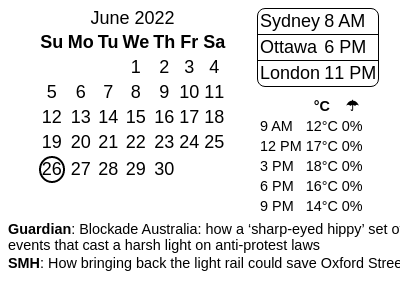 June 2022
Su Mo Tu We Th Fr Sa
1 2 3 4
5 6 7 8 9 10 11
12 13 14 15 16 17 18
19 20 21 22 23 24 25
26 27 28 29 30
Sydney 8 AM
Ottawa 6 PM
London 11 PM
°C ☂
9 AM 12°C 0%
12 PM 17°C 0%
3 PM 18°C 0%
6 PM 16°C 0%
9 PM 14°C 0%
Guardian: Blockade Australia: how a ‘sharp-eyed hippy’ set o
events that cast a harsh light on anti-protest laws
SMH: How bringing back the light rail could save Oxford Stree